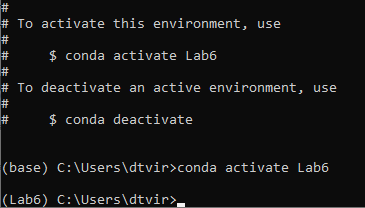 #
# To activate this environment, use
#
#     $ conda activate Lab6
#
# To deactivate an active environment, use
#
#     $ conda deactivate
(base) C:\Users\dtvir>conda activate Lab6
(Lab6) C:\Users\dtvir>